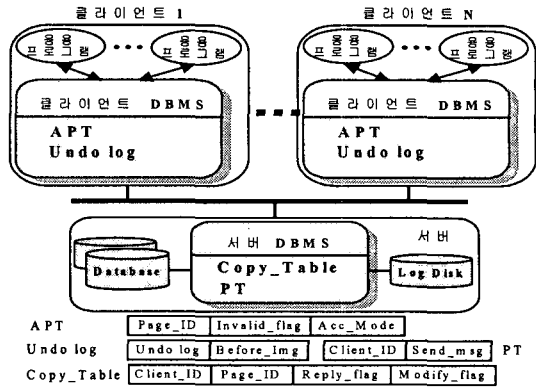 클라이언트 1 클라이언트 N
응용 프로그램 ••• 응용 프로그램 응용 프로그램 ••• 응용 프로그램
클라이언트 DBMS 클라이언트 DBMS
APT APT
Undo log Undo log
서버 DBMS 서버
Database Copy_Table Log Disk
PT
APT Page_ID Invalid_flag Acc_Mode
Undo log Undo log Before_Img Client_ID Send_msg PT
Copy_Table Client_ID Page_ID Reply_flag Modify_flag